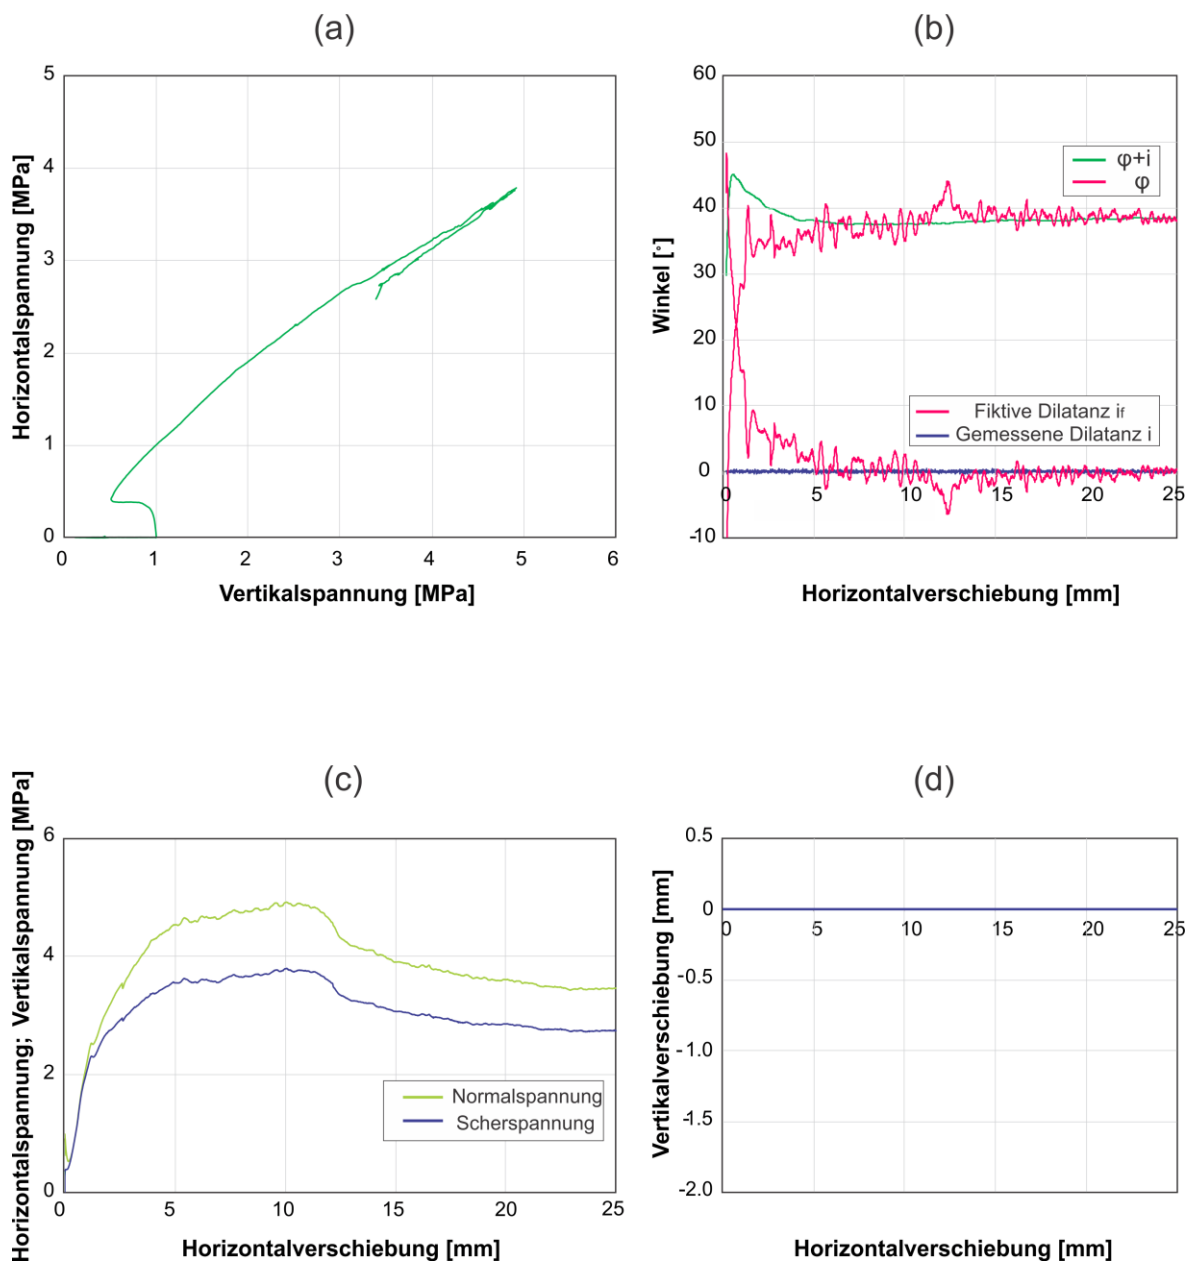 (a)
5
4
3
2
1
0
0 1 2 3 4 5 6
Horizontalspannung [MPa]
Vertikalspannung [MPa]
(b)
60
50
40
30
20
10
0
-10
0 5 10 15 20 25
Winkel [°]
φ+i
φ
Fiktive Dilatanz if
Gemessene Dilatanz i
Horizontalverschiebung [mm]
(c)
6
4
2
0
0 5 10 15 20 25
Horizontalspannung; Vertikalspannung [MPa]
Normalspannung
Scherspannung
Horizontalverschiebung [mm]
(d)
0.5
0
-0.5
-1.0
-1.5
-2.0
0 5 10 15 20 25
Vertikalverschiebung [mm]
Horizontalverschiebung [mm]